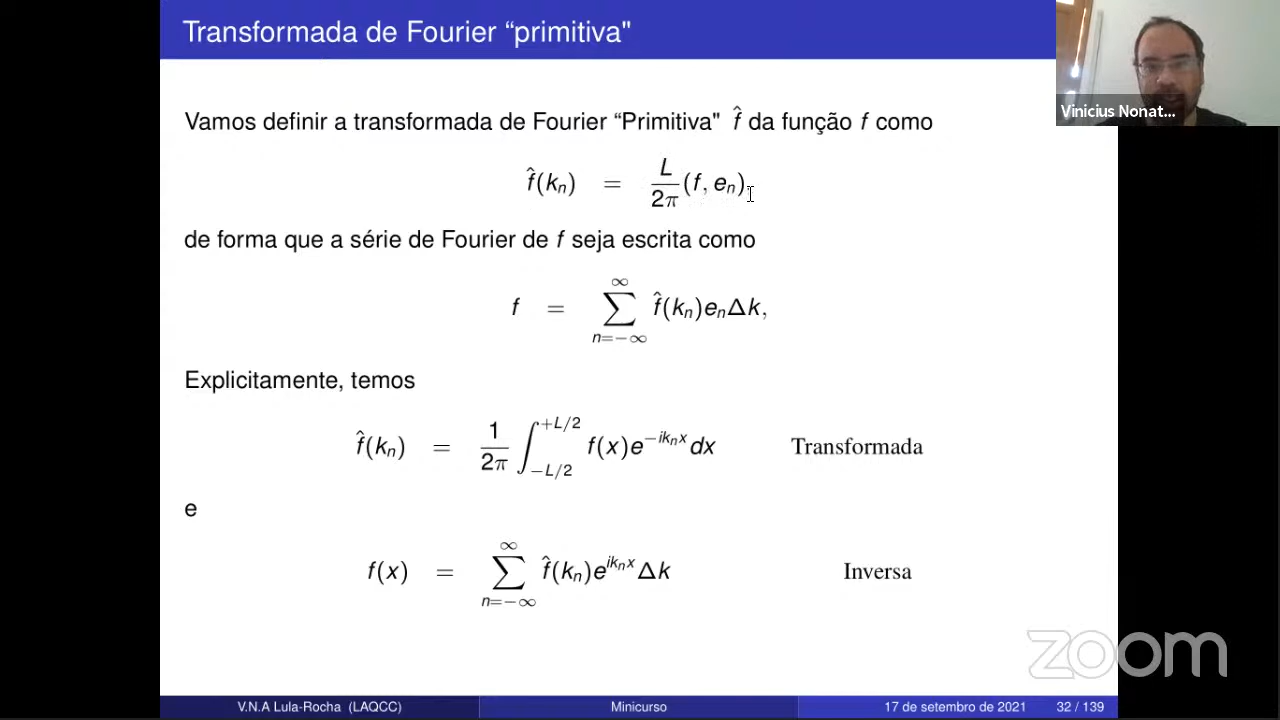 Transformada de Fourier “primitiva"
Vinicius Nonat...
Vamos definir a transformada de Fourier “Primitiva" f̂ da função f como
f̂(kₙ) = L/2π (f, eₙ),
de forma que a série de Fourier de f seja escrita como
f = ∑_{n=−∞}^{∞} f̂(kₙ)eₙΔk,
Explicitamente, temos
f̂(kₙ) = 1/2π ∫_{−L/2}^{+L/2} f(x)e^{−ikₙx}dx Transformada
e
f(x) = ∑_{n=−∞}^{∞} f̂(kₙ)e^{ikₙx}Δk Inversa
zoom
V.N.A Lula-Rocha (LAQCC) Minicurso 17 de setembro de 2021 32 / 139